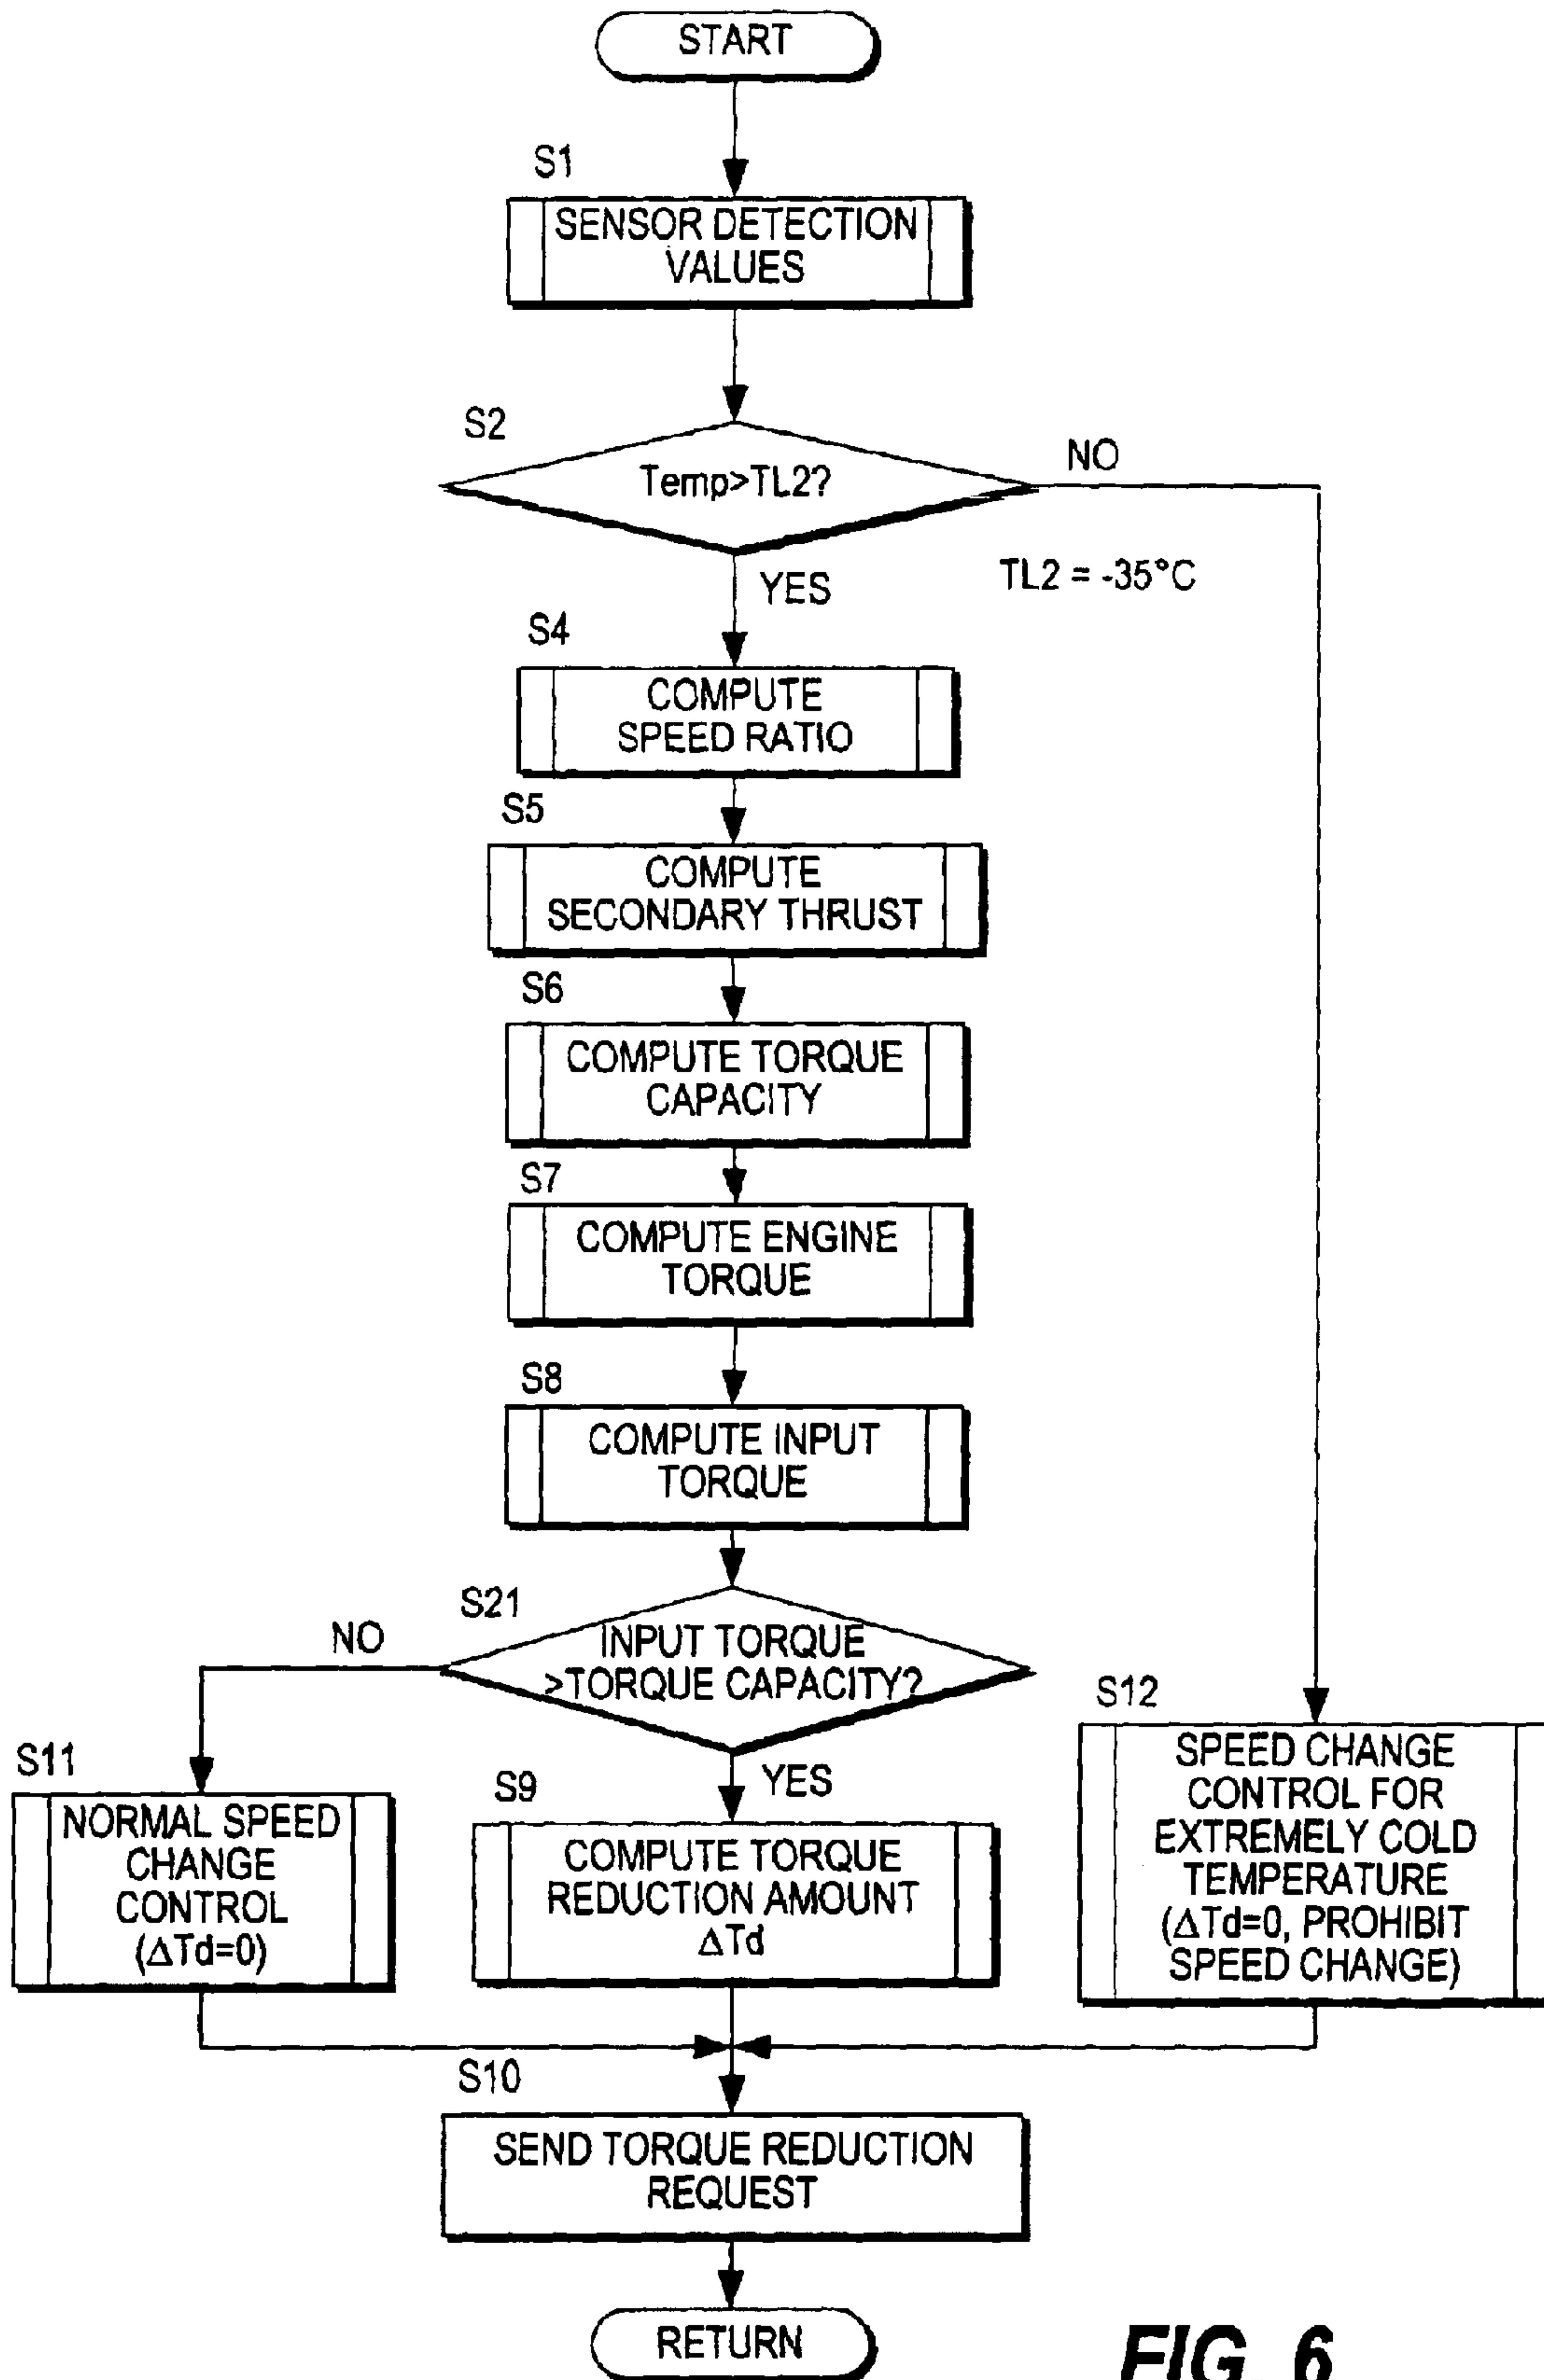 START
S1
SENSOR DETECTION
VALUES
S2
Temp>TL2?
NO
YES
TL2 = -35°C
S4
COMPUTE
SPEED RATIO
S5
COMPUTE
SECONDARY THRUST
S6
COMPUTE TORQUE
CAPACITY
S7
COMPUTE ENGINE
TORQUE
S8
COMPUTE INPUT
TORQUE
S21
INPUT TORQUE
>TORQUE CAPACITY?
NO
YES
S11
NORMAL SPEED
CHANGE
CONTROL
(ΔTd=0)
S9
COMPUTE TORQUE
REDUCTION AMOUNT
ΔTd
S12
SPEED CHANGE
CONTROL FOR
EXTREMELY COLD
TEMPERATURE
(ΔTd=0, PROHIBIT
SPEED CHANGE)
S10
SEND TORQUE REDUCTION
REQUEST
RETURN
FIG. 6